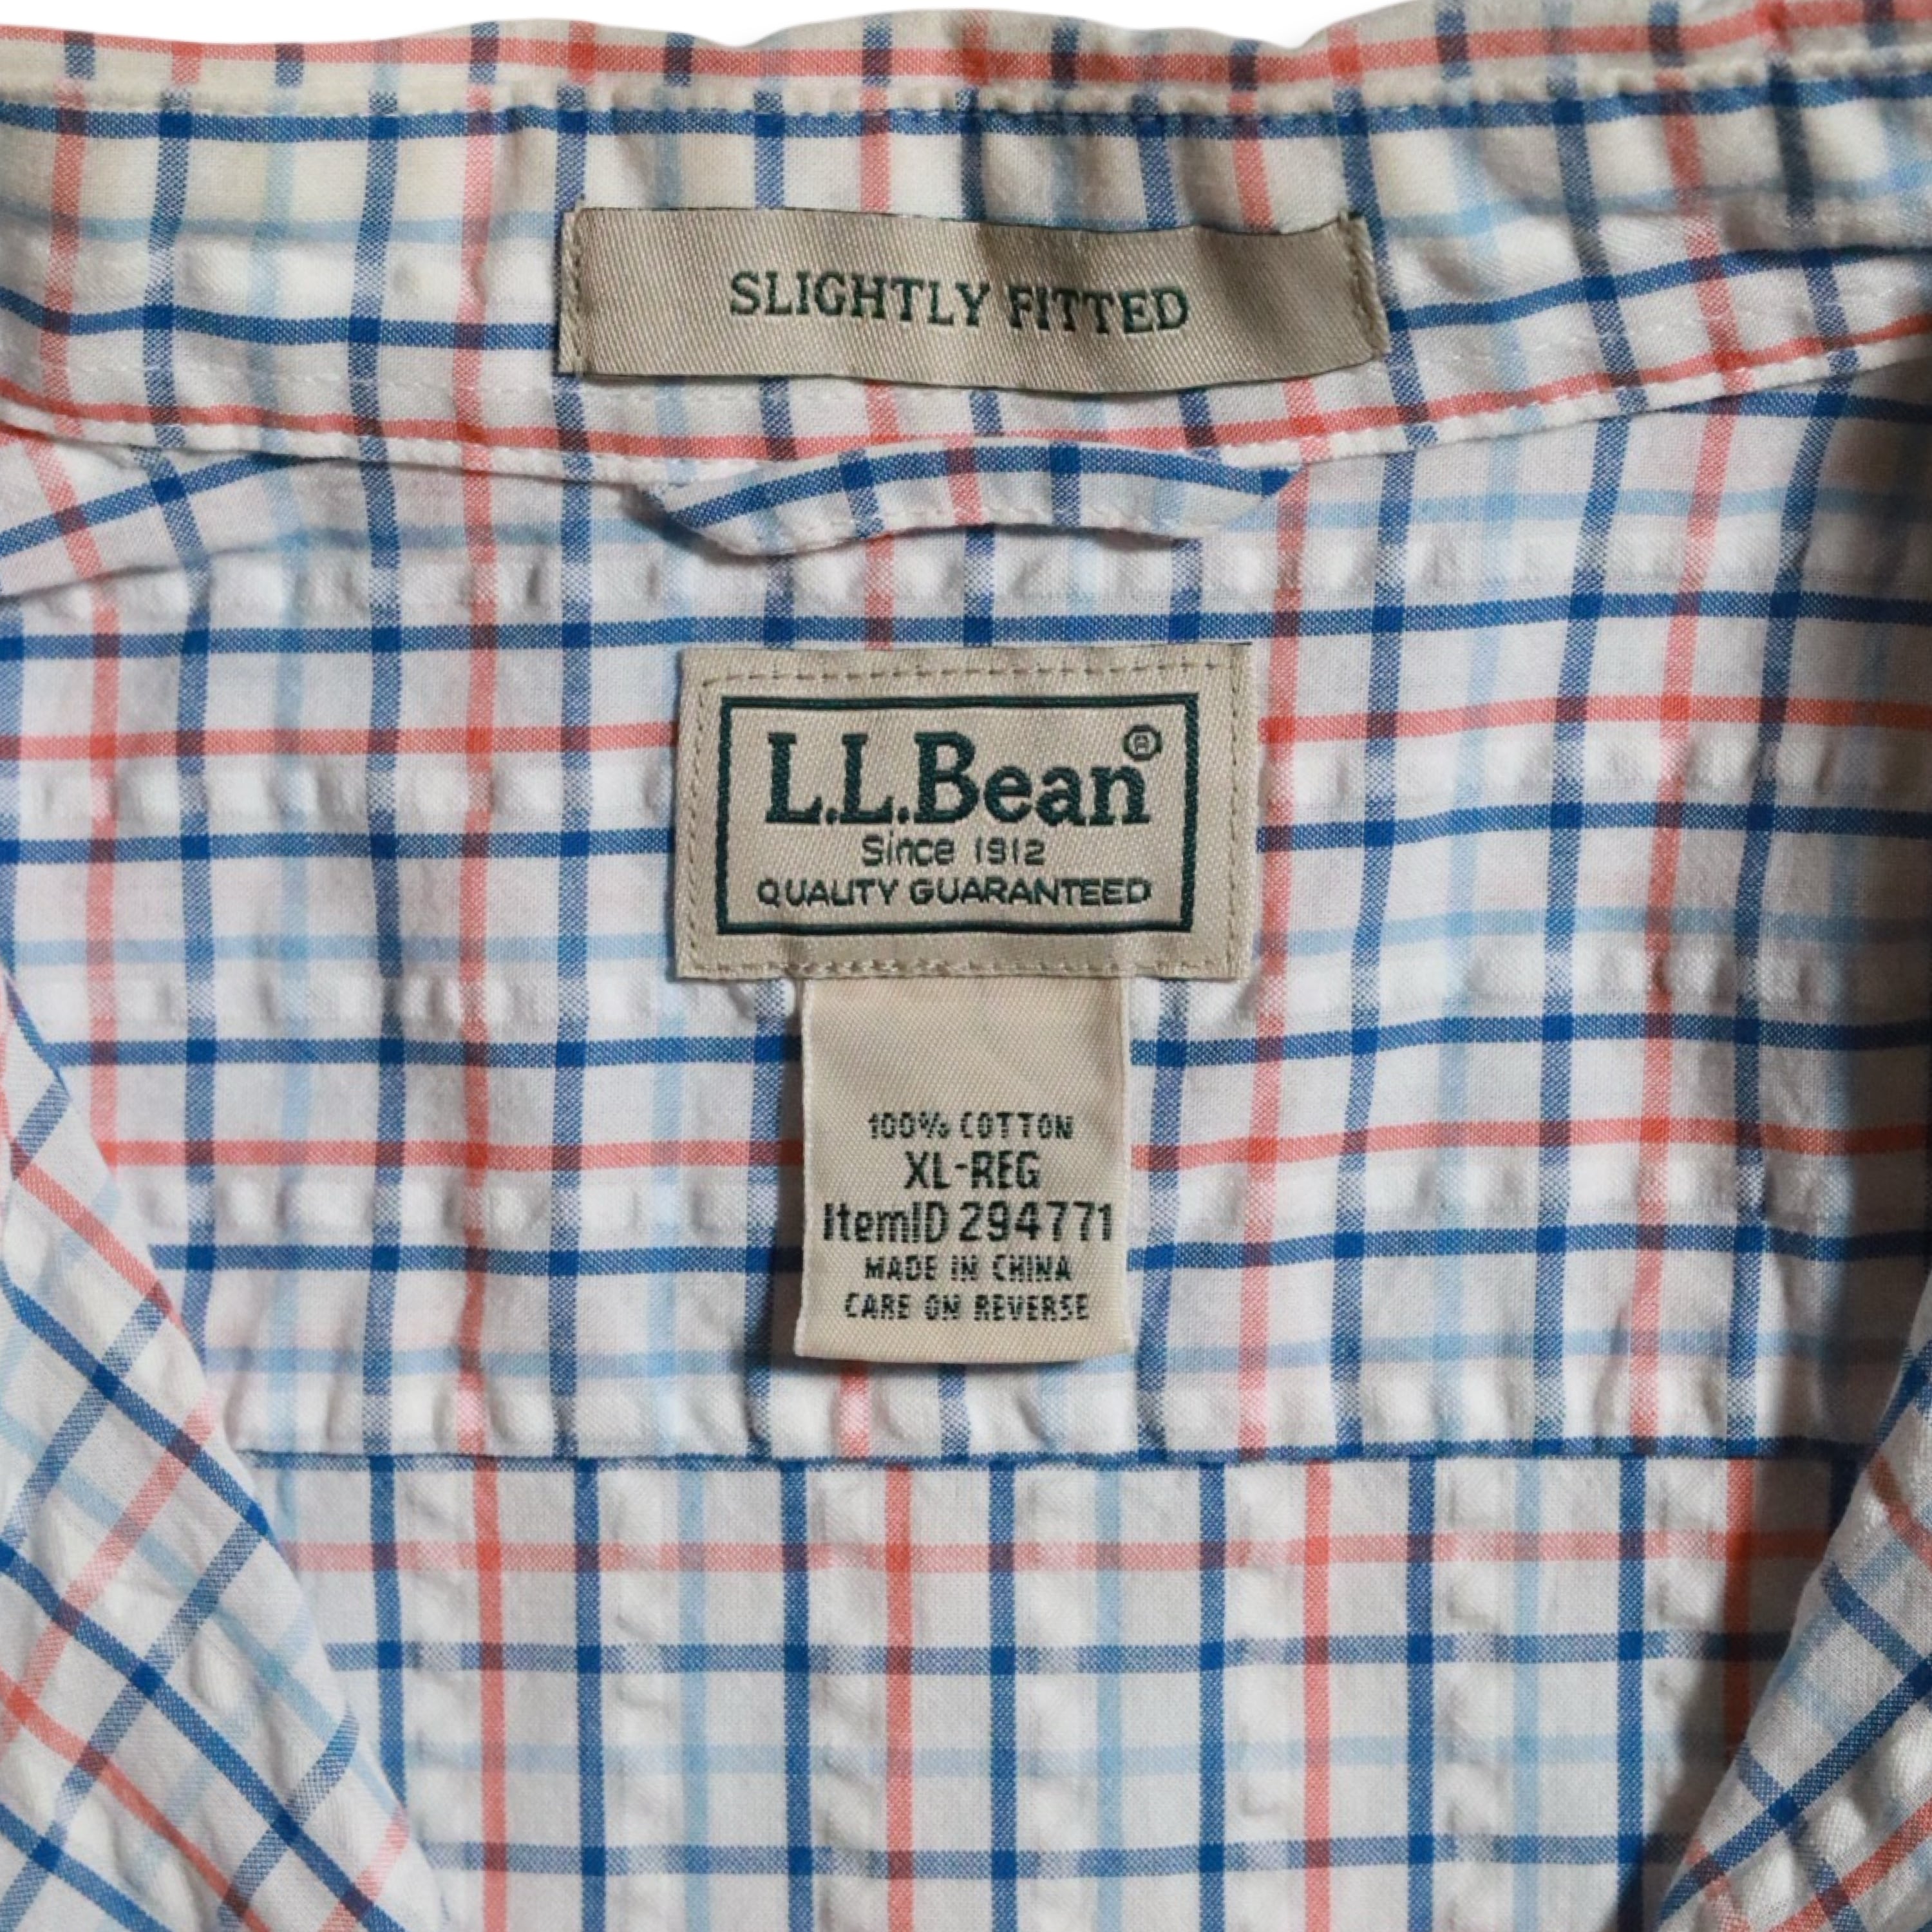 SLIGHTLY FITTED
L.L.Bean®
Since 1912
QUALITY GUARANTEED
100% COTTON
XL-REG
ItemID 294771
MADE IN CHINA
CARE ON REVERSE